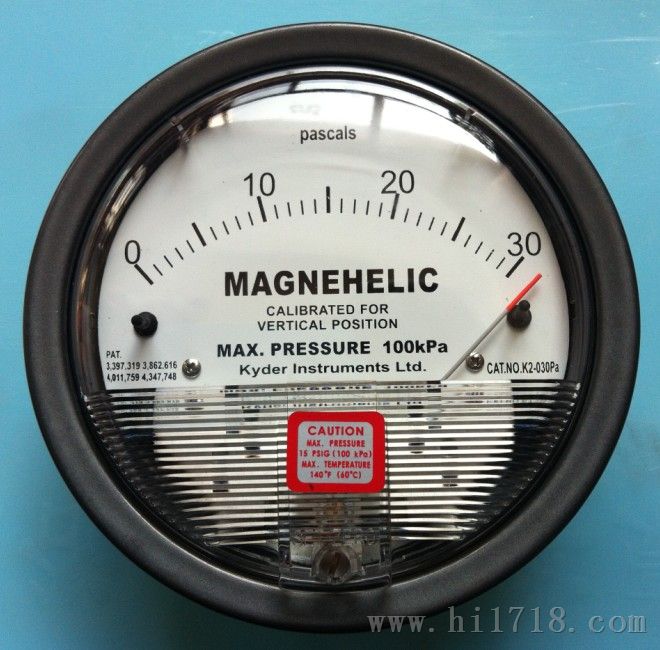 pascals
0 10 20 30
MAGNEHELIC
CALIBRATED FOR
VERTICAL POSITION
MAX. PRESSURE 100kPa
Kyder Instruments Ltd.
PAT.
3,397,319 3,862,616
4,011,759 4,347,748
CAT.NO.K2-030Pa
CAUTION
MAX. PRESSURE
15 PSIG (100 kPa)
MAX. TEMPERATURE
140°F (60°C)
www.hi1718.com